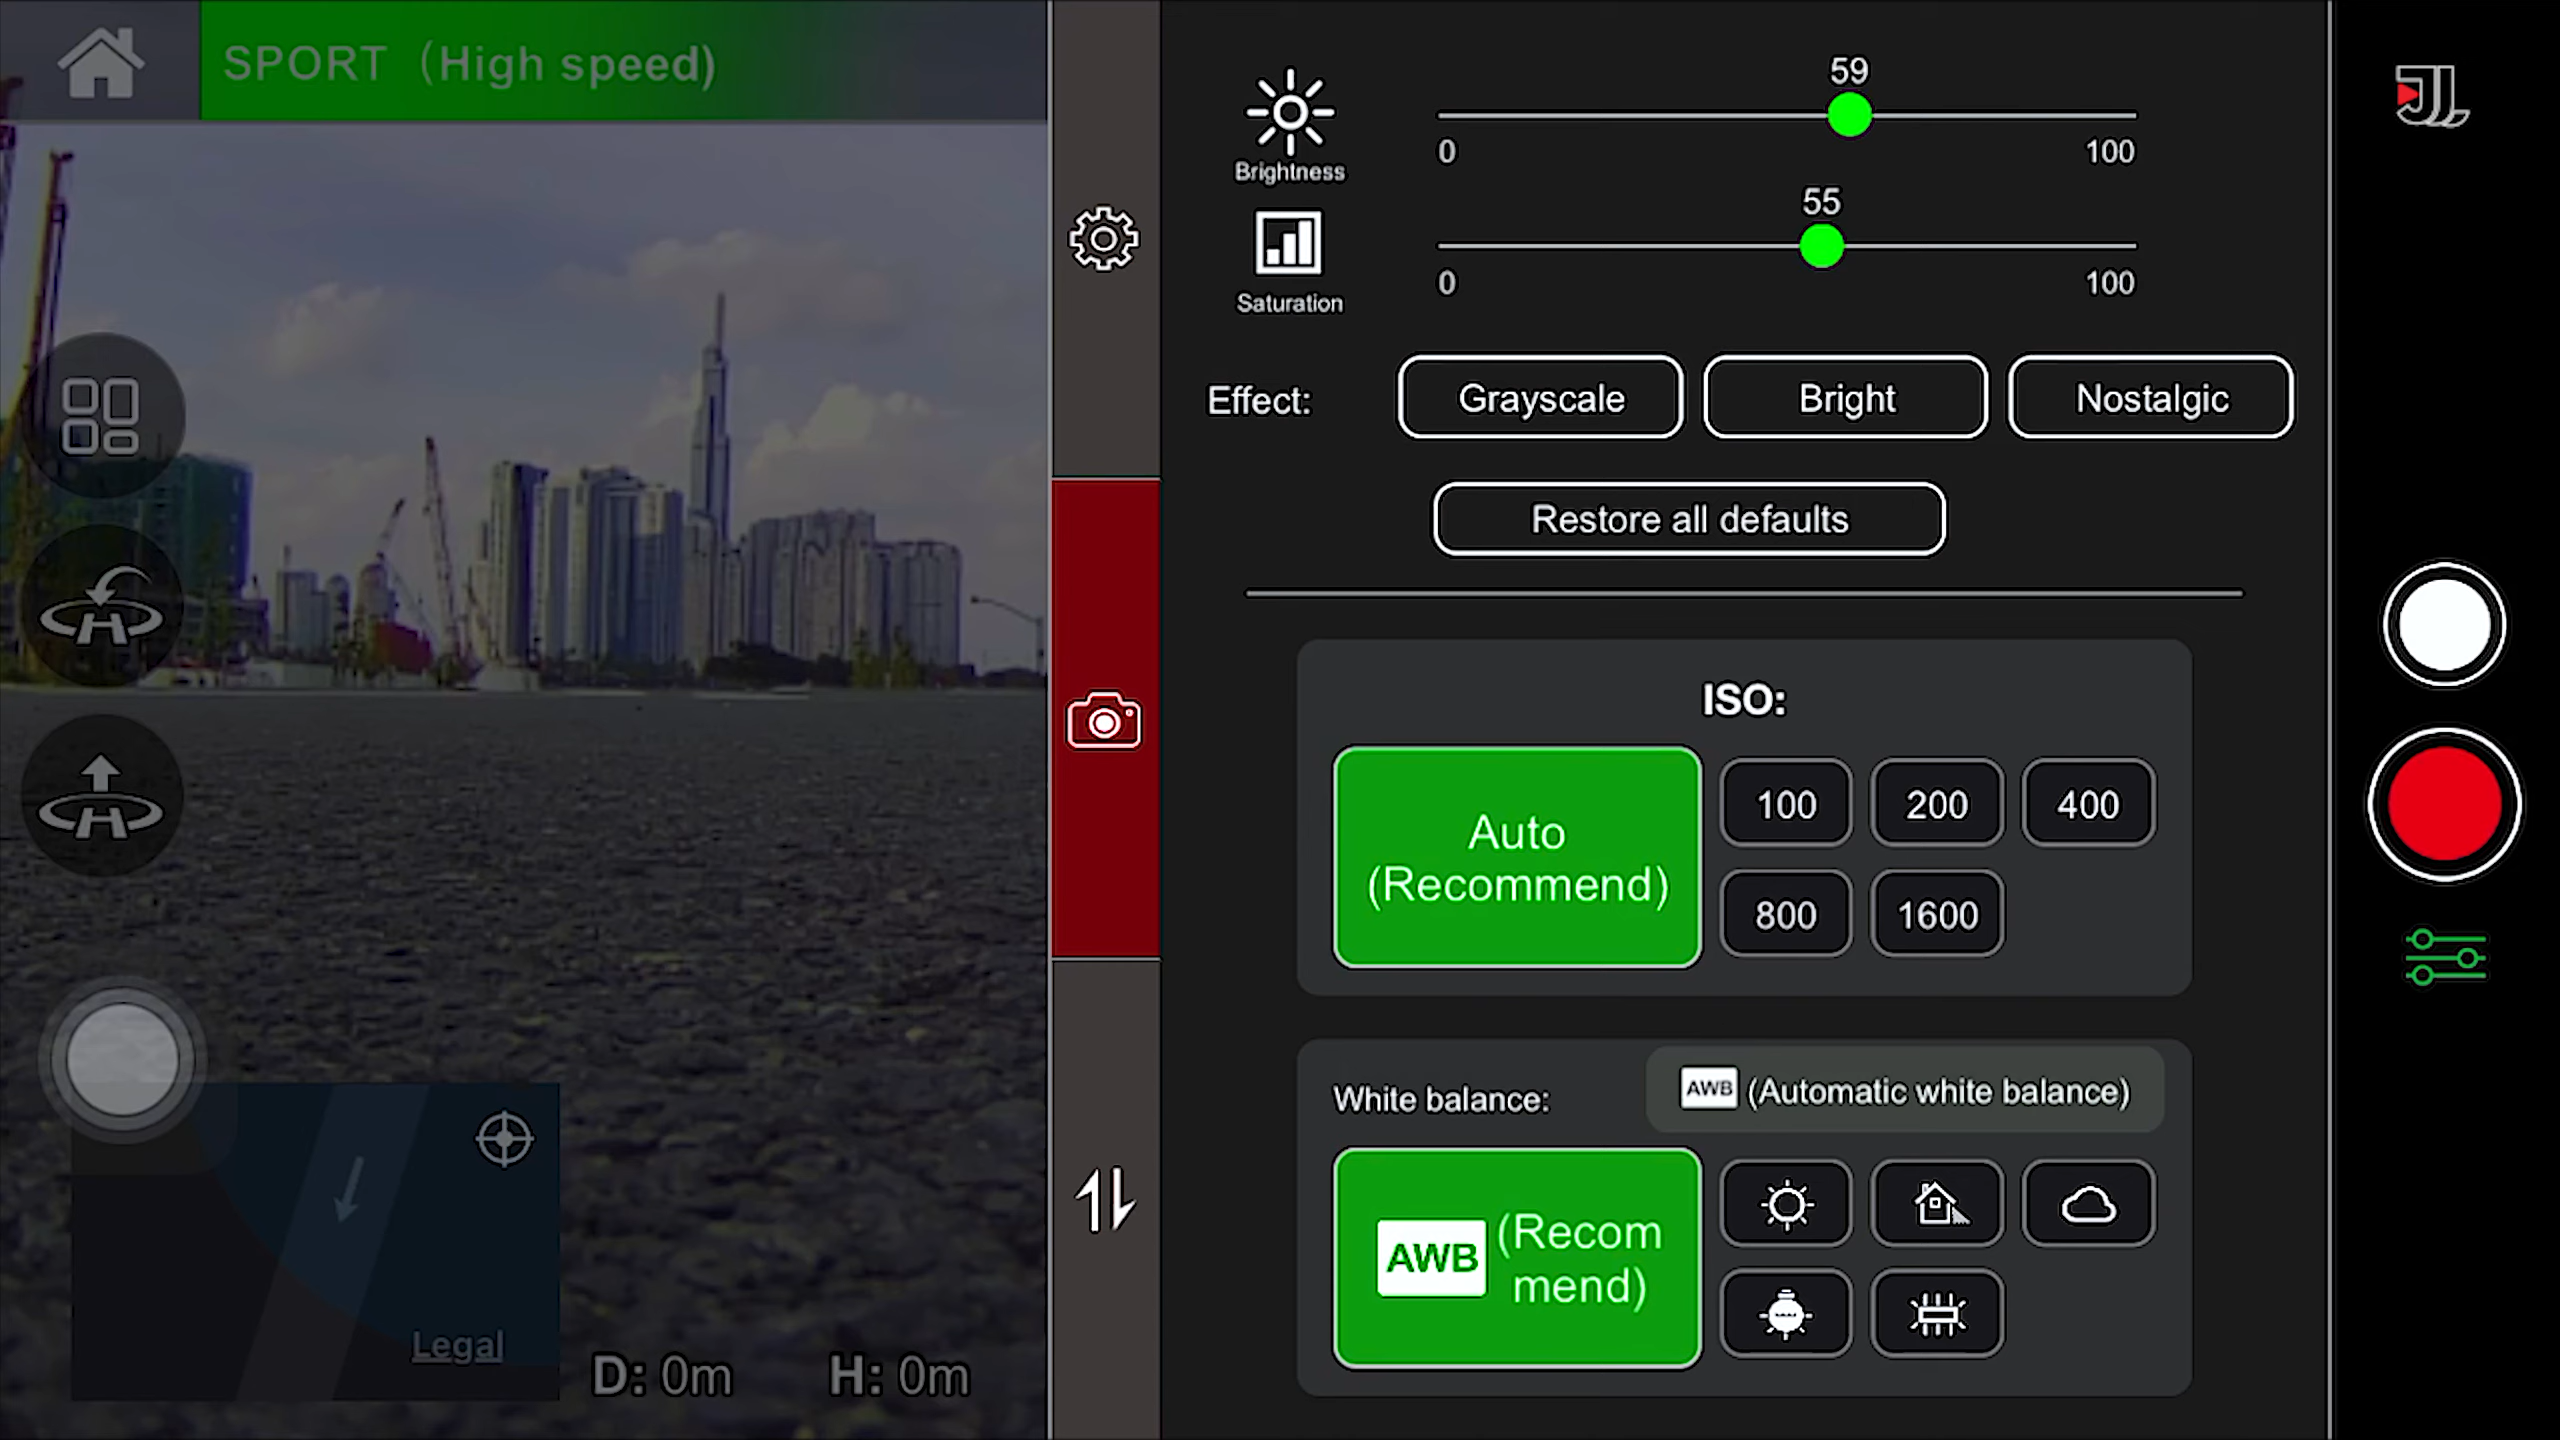 SPORT (High speed)
59
0
100
Brightness
55
0
100
Saturation
Effect:
Grayscale
Bright
Nostalgic
Restore all defaults
ISO:
Auto
(Recommend)
100
200
400
800
1600
White balance:
AWB (Automatic white balance)
AWB
(Recom
mend)
Legal
D: 0m
H: 0m